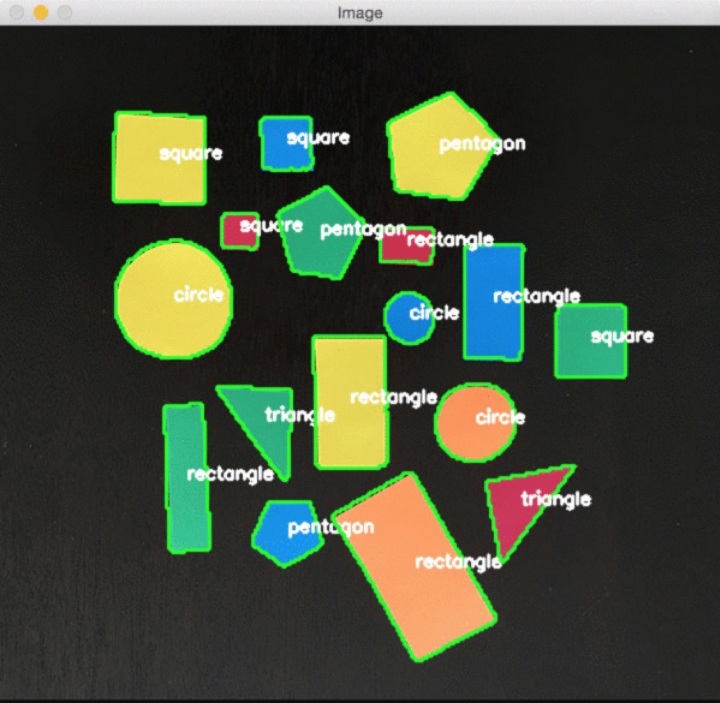 Image
square
square
pentagon
square
pentagon
rectangle
circle
rectangle
circle
square
rectangle
triangle
circle
rectangle
triangle
pentagon
rectangle